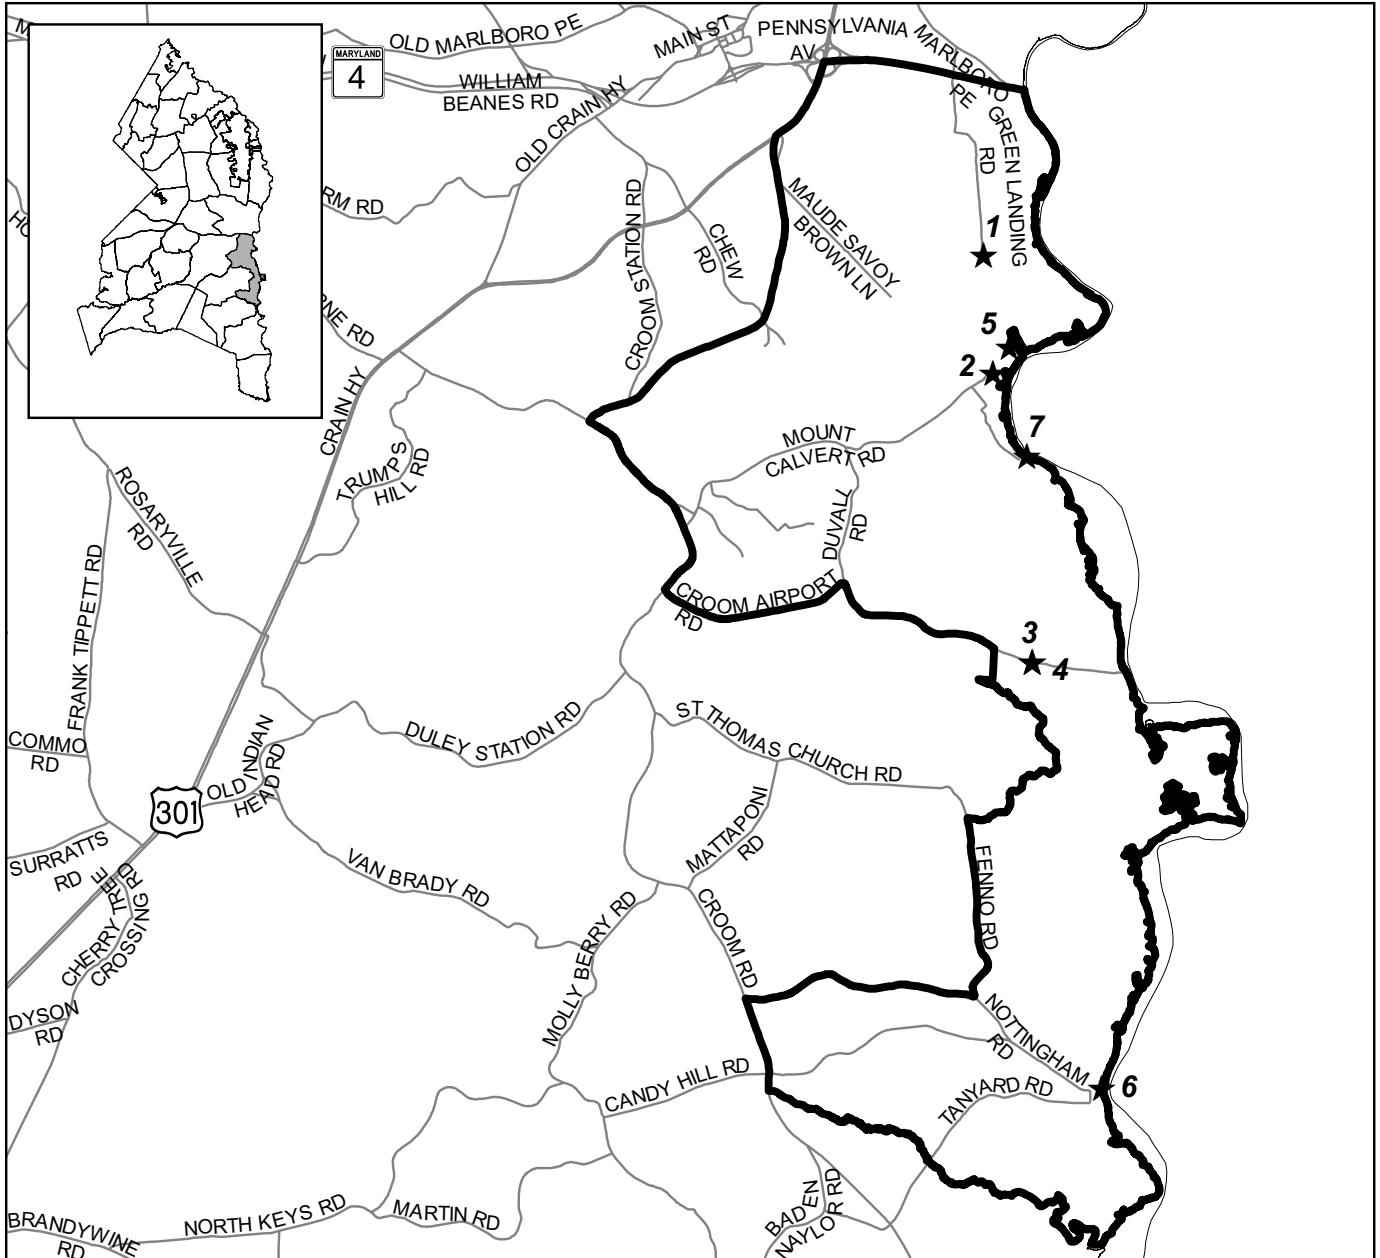 OLD MARLBORO PE
MAIN ST
PENNSYLVANIA
AV
MARLBORO
PE
MARYLAND
4
WILLIAM
BEANES RD
OLD CRAIN HY
GREEN LANDING
RD
RM RD
CROOM STATION RD
CHEW
RD
MAUDE SAVOY
BROWN LN
1
NE RD
5
2
CRAIN HY
TRUMPS
HILL RD
MOUNT
CALVERT RD
7
ROSARYVILLE
RD
DUVALL
RD
FRANK TIPPETT RD
CROOM AIRPORT
RD
3
4
COMMO
RD
OLD INDIAN
HEAD RD
DULEY STATION RD
ST THOMAS CHURCH RD
301
MATTAPONI
RD
SURRATTS
RD
CHERRY TREE
CROSSING RD
VAN BRADY RD
FENNO RD
CROOM RD
MOLLY BERRY RD
DYSON
RD
NOTTINGHAM
RD
CANDY HILL RD
TANYARD RD
6
BADEN
NAYLOR RD
NORTH KEYS RD
MARTIN RD
BRANDYWINE
RD